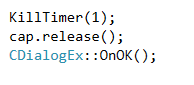 KillTimer(1);
cap.release();
CDialogEx::OnOK();